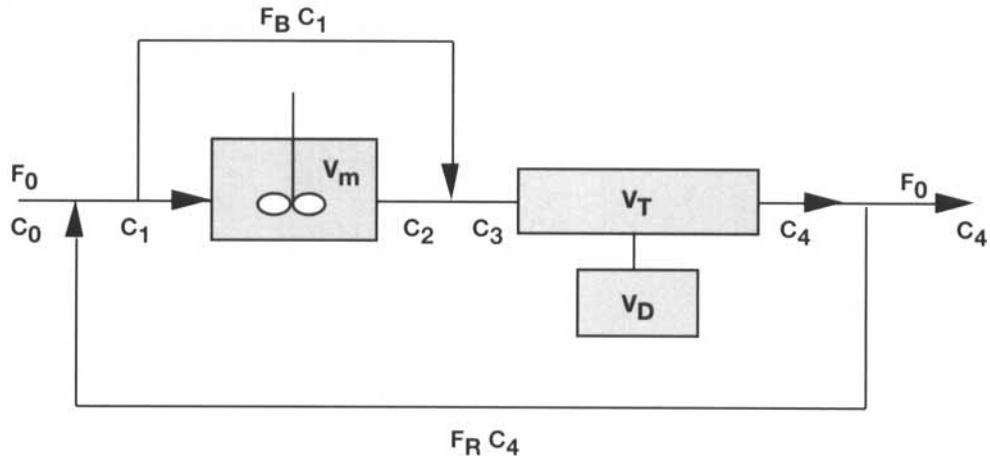 F_B C_1
V_m
F_0
C_0
C_1
C_2
C_3
V_T
C_4
F_0
C_4
V_D
F_R C_4